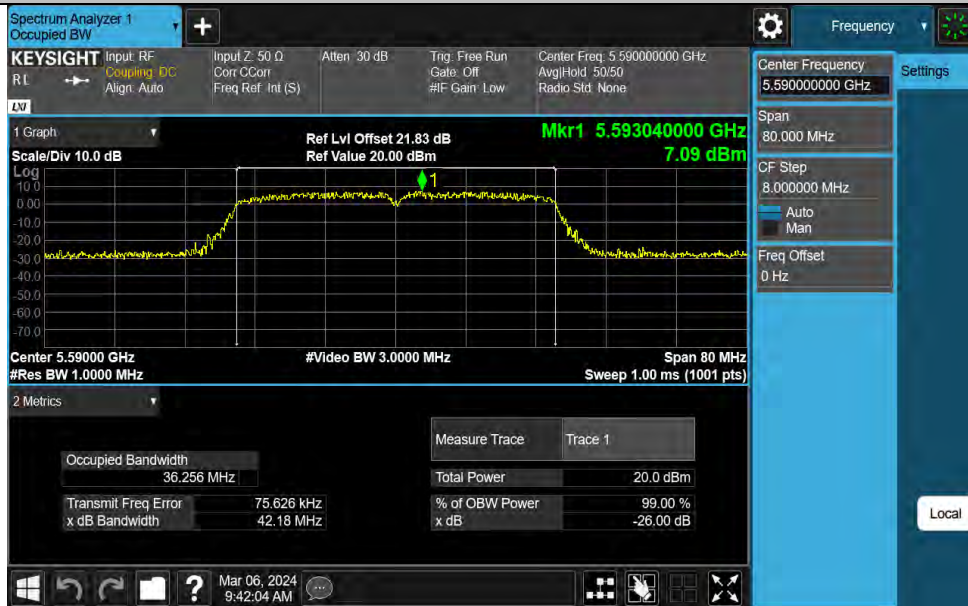 Spectrum Analyzer 1
Occupied BW
+
Frequency
KEYSIGHT
RL
LXI
Input: RF
Coupling: DC
Align: Auto
Input Z: 50 Ω
Corr CCorr
Freq Ref: Int (S)
Atten: 30 dB
Trig: Free Run
Gate: Off
#IF Gain: Low
Center Freq: 5.590000000 GHz
Avg|Hold: 50/50
Radio Std: None
Center Frequency
5.590000000 GHz
Settings
Span
80.000 MHz
CF Step
8.000000 MHz
Auto
Man
Freq Offset
0 Hz
Local
1 Graph
Scale/Div 10.0 dB
Ref Lvl Offset 21.83 dB
Ref Value 20.00 dBm
Mkr1 5.593040000 GHz
7.09 dBm
Log
10.0
0.00
-10.0
-20.0
-30.0
-40.0
-50.0
-60.0
-70.0
1
Center 5.59000 GHz
#Res BW 1.0000 MHz
#Video BW 3.0000 MHz
Span 80 MHz
Sweep 1.00 ms (1001 pts)
2 Metrics
Measure Trace Trace 1
Occupied Bandwidth
36.256 MHz
Total Power 20.0 dBm
Transmit Freq Error 75.626 kHz
% of OBW Power 99.00 %
x dB Bandwidth 42.18 MHz
x dB -26.00 dB
?
Mar 06, 2024
9:42:04 AM